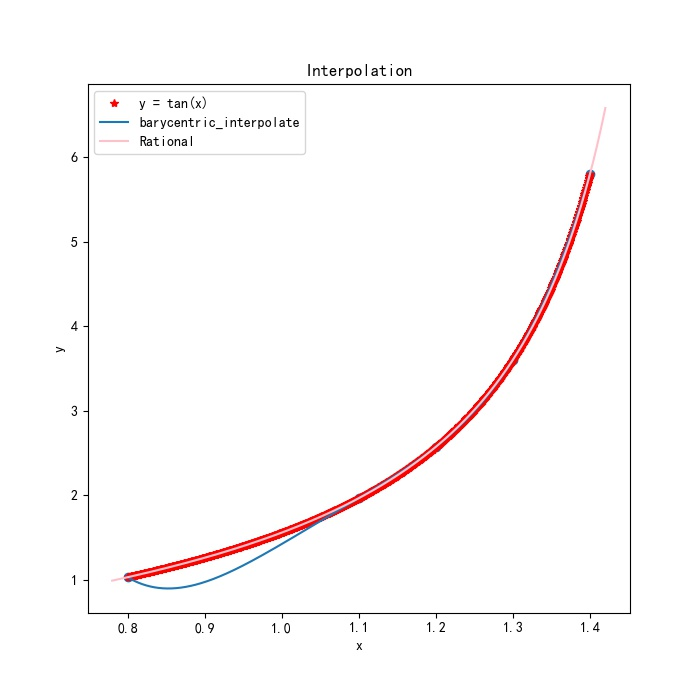 Interpolation
y = tan(x)
barycentric_interpolate
Rational
6
5
4
3
2
1
y
0.8 0.9 1.0 1.1 1.2 1.3 1.4
x